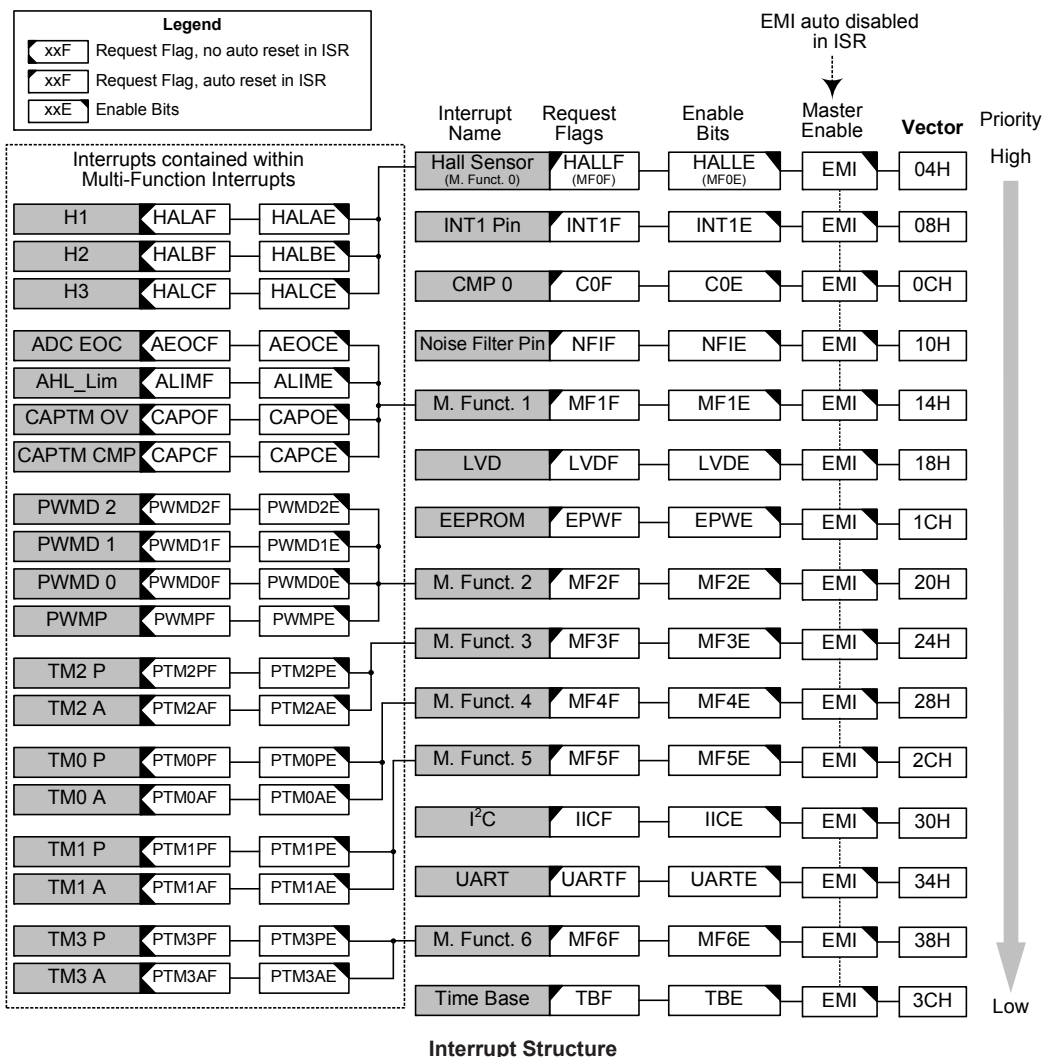 Legend
xxF Request Flag, no auto reset in ISR
xxF Request Flag, auto reset in ISR
xxE Enable Bits
EMI auto disabled
in ISR
Interrupt Name Request Flags Enable Bits Master Enable Vector Priority
High
Interrupts contained within
Multi-Function Interrupts
Hall Sensor (M. Funct. 0) HALLF (MF0F) HALLE (MF0E) EMI 04H
H1 HALAF HALAE
INT1 Pin INT1F INT1E EMI 08H
H2 HALBF HALBE
H3 HALCF HALCE
CMP 0 C0F C0E EMI 0CH
ADC EOC AEOCF AEOCE
Noise Filter Pin NFIF NFIE EMI 10H
AHL_Lim ALIMF ALIME
CAPTM OV CAPOF CAPOE
M. Funct. 1 MF1F MF1E EMI 14H
CAPTM CMP CAPCF CAPCE
LVD LVDF LVDE EMI 18H
PWMD 2 PWMD2F PWMD2E
EEPROM EPWF EPWE EMI 1CH
PWMD 1 PWMD1F PWMD1E
PWMD 0 PWMD0F PWMD0E
M. Funct. 2 MF2F MF2E EMI 20H
PWMP PWMPF PWMPE
M. Funct. 3 MF3F MF3E EMI 24H
TM2 P PTM2PF PTM2PE
TM2 A PTM2AF PTM2AE
M. Funct. 4 MF4F MF4E EMI 28H
TM0 P PTM0PF PTM0PE
M. Funct. 5 MF5F MF5E EMI 2CH
TM0 A PTM0AF PTM0AE
I²C IICF IICE EMI 30H
TM1 P PTM1PF PTM1PE
TM1 A PTM1AF PTM1AE
UART UARTF UARTE EMI 34H
TM3 P PTM3PF PTM3PE
M. Funct. 6 MF6F MF6E EMI 38H
TM3 A PTM3AF PTM3AE
Time Base TBF TBE EMI 3CH
Low
Interrupt Structure